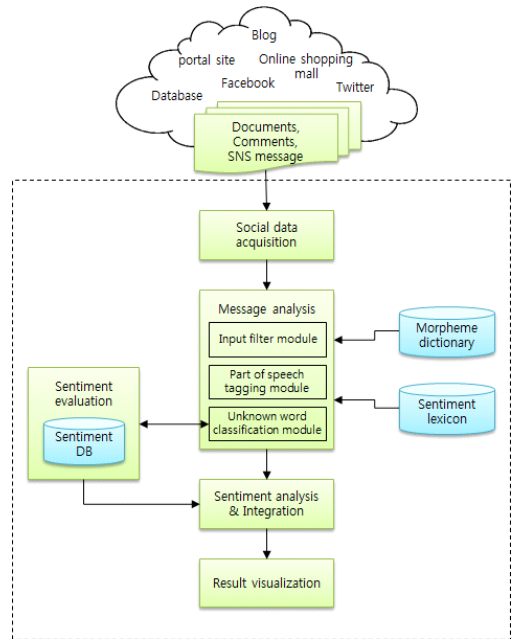 Blog
portal site
Online shopping
mall
Database
Facebook
Twitter
Documents,
Comments,
SNS message
Social data
acquisition
Message analysis
Input filter module
Part of speech
tagging module
Unknown word
classification module
Morpheme
dictionary
Sentiment
lexicon
Sentiment
evaluation
Sentiment
DB
Sentiment analysis
& Integration
Result visualization